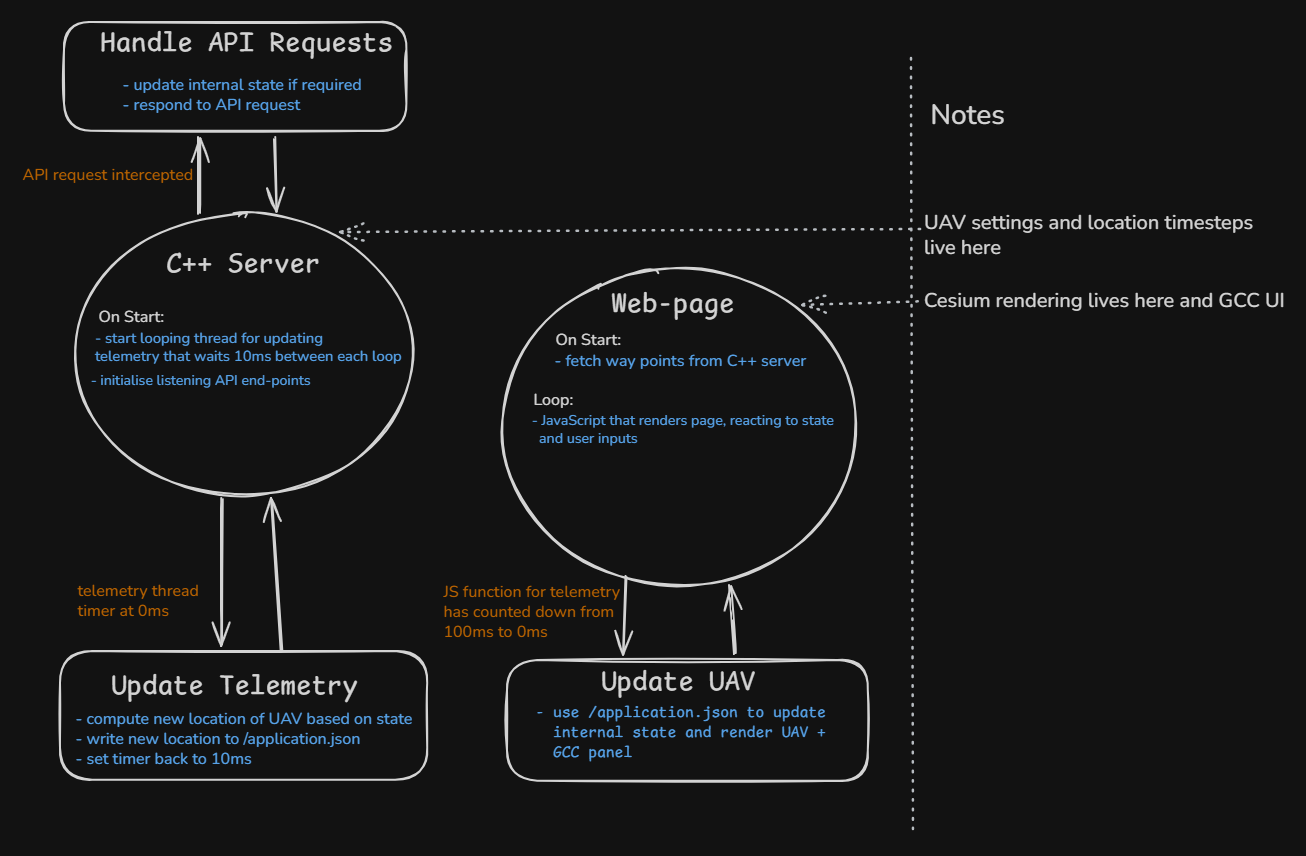 Handle API Requests
- update internal state if required
- respond to API request
API request intercepted
C++ Server
On Start:
- start looping thread for updating
telemetry that waits 10ms between each loop
- initialise listening API end-points
telemetry thread
timer at 0ms
Update Telemetry
- compute new location of UAV based on state
- write new location to /application.json
- set timer back to 10ms
Web-page
On Start:
- fetch way points from C++ server
Loop:
- JavaScript that renders page, reacting to state
and user inputs
JS function for telemetry
has counted down from
100ms to 0ms
Update UAV
- use /application.json to update
internal state and render UAV +
GCC panel
Notes
UAV settings and location timesteps
live here
Cesium rendering lives here and GCC UI